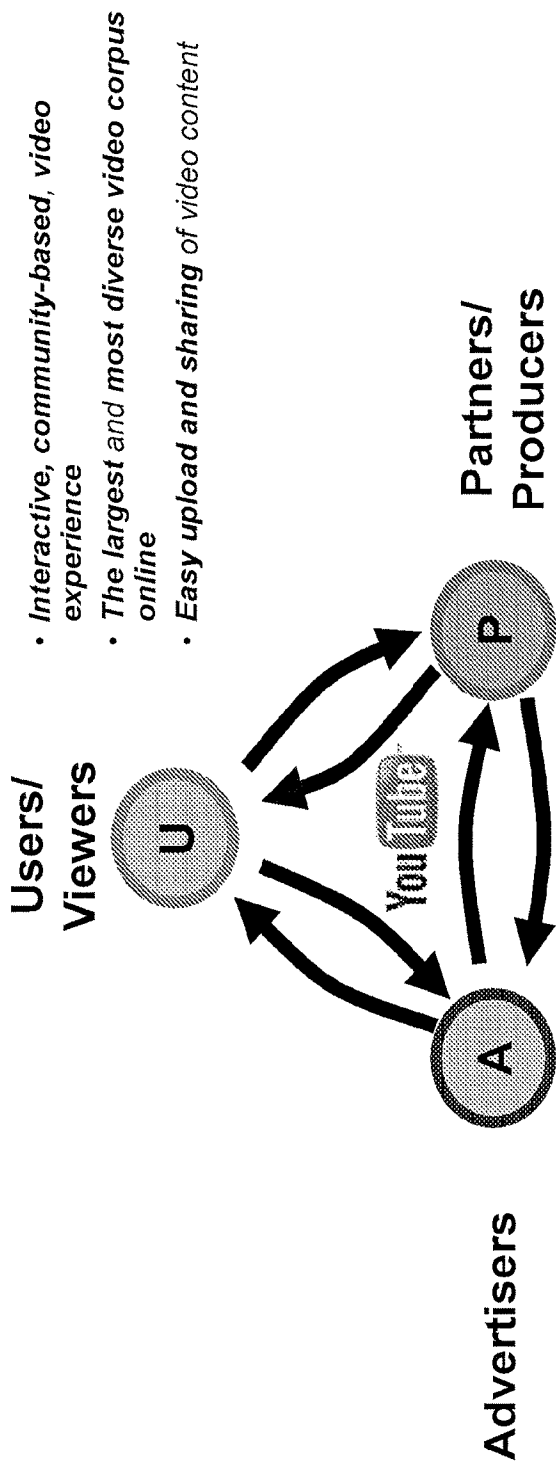 Users/
Viewers
• Interactive, community-based, video
experience
• The largest and most diverse video corpus
online
• Easy upload and sharing of video content
U
YouTube
A
P
Advertisers
Partners/
Producers